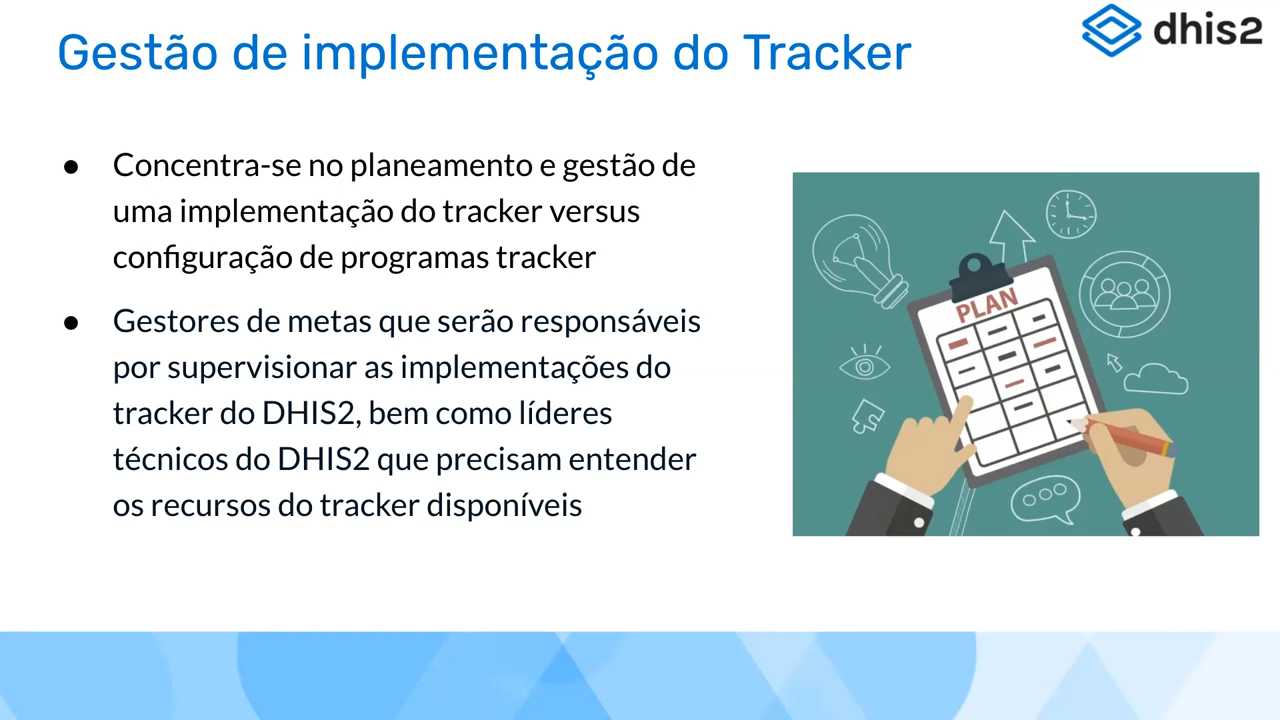 Gestão de implementação do Tracker
dhis2
● Concentra-se no planeamento e gestão de
uma implementação do tracker versus
configuração de programas tracker
● Gestores de metas que serão responsáveis
por supervisionar as implementações do
tracker do DHIS2, bem como líderes
técnicos do DHIS2 que precisam entender
os recursos do tracker disponíveis
PLAN